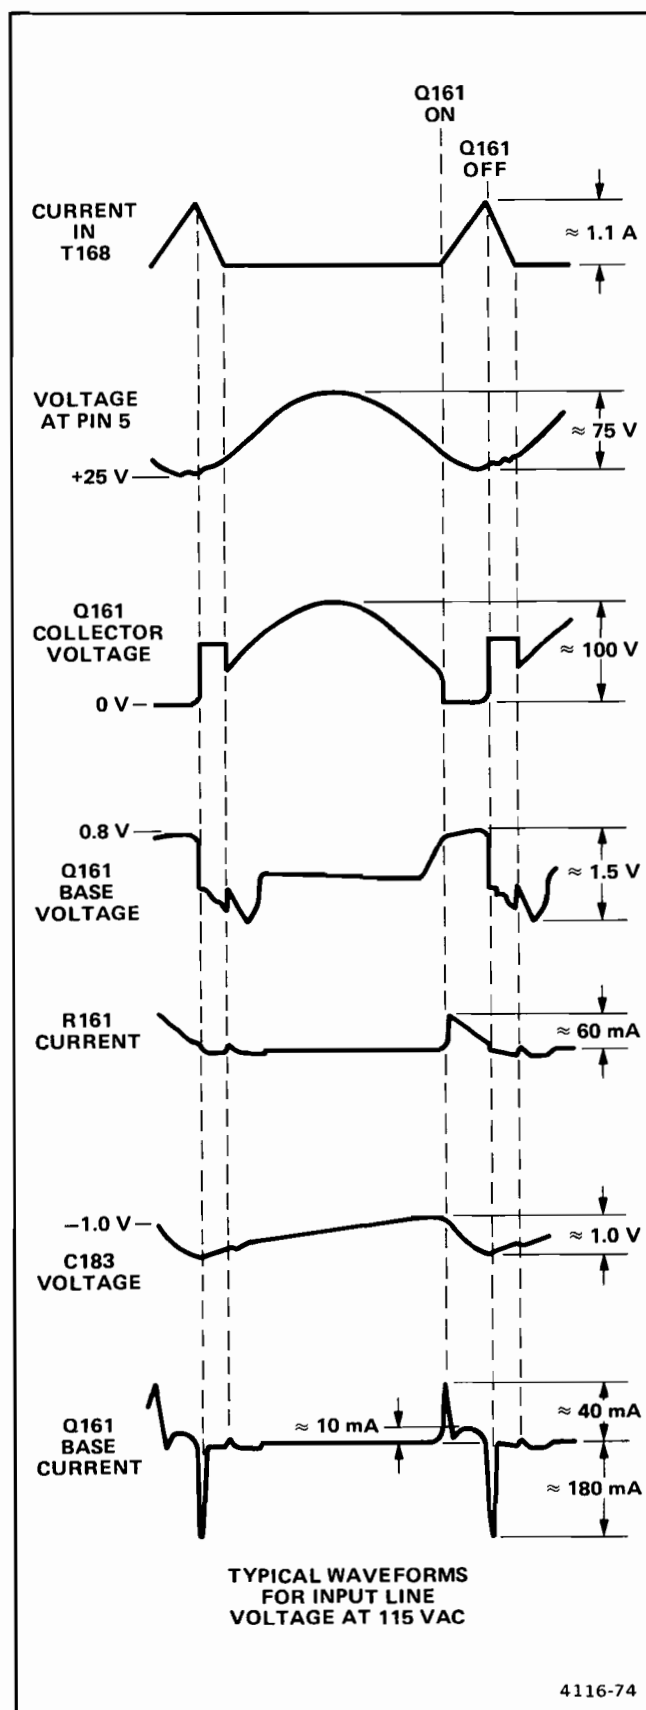 Q161
ON
Q161
OFF
CURRENT
IN
T168
≈ 1.1 A
VOLTAGE
AT PIN 5
≈ 75 V
+25 V
Q161
COLLECTOR
VOLTAGE
≈ 100 V
0 V
0.8 V
Q161
BASE
VOLTAGE
≈ 1.5 V
R161
CURRENT
≈ 60 mA
−1.0 V
C183
VOLTAGE
≈ 1.0 V
Q161
BASE
CURRENT
≈ 10 mA
≈ 40 mA
≈ 180 mA
TYPICAL WAVEFORMS
FOR INPUT LINE
VOLTAGE AT 115 VAC
4116-74